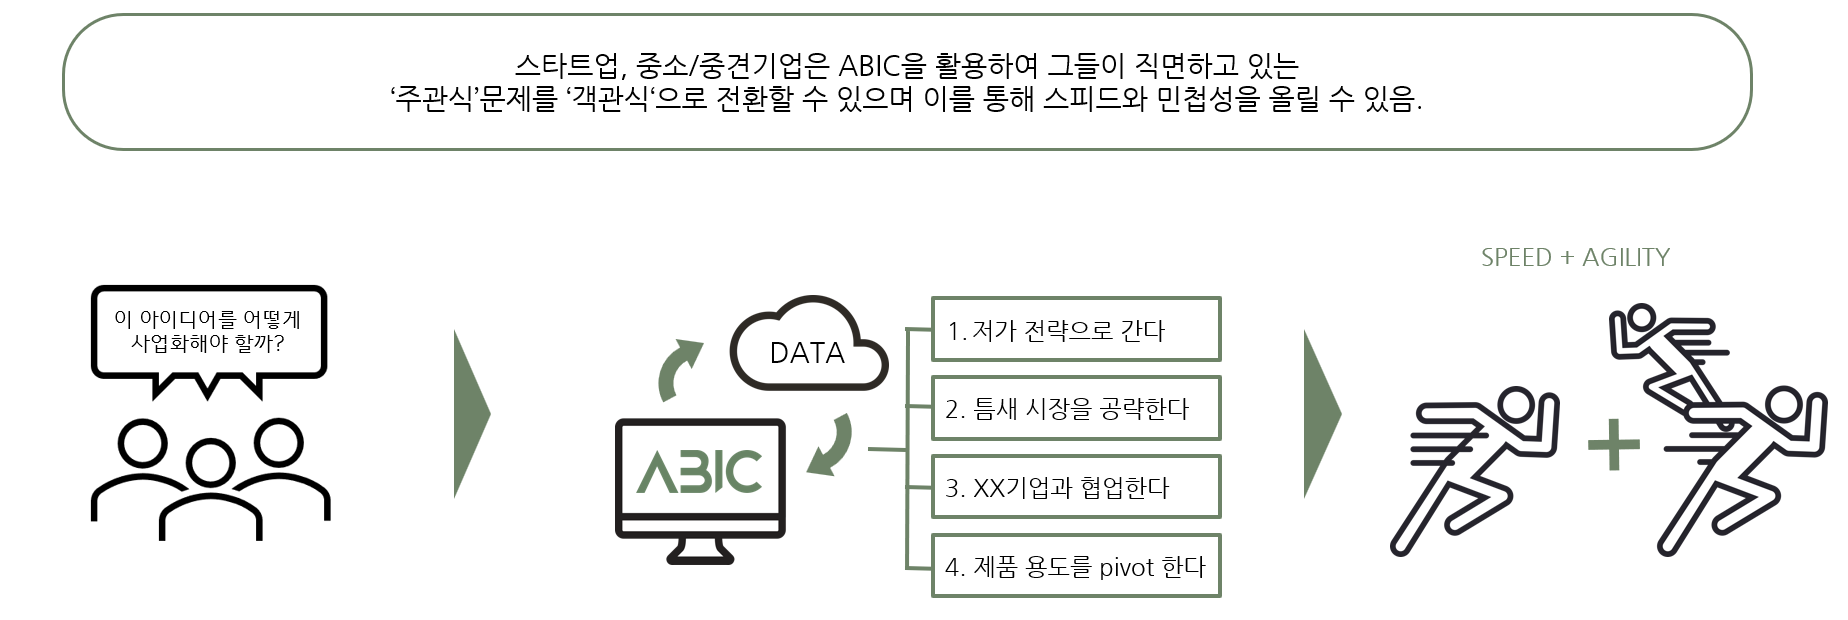 스타트업, 중소/중견기업은 ABIC을 활용하여 그들이 직면하고 있는
‘주관식’문제를 ‘객관식‘으로 전환할 수 있으며 이를 통해 스피드와 민첩성을 올릴 수 있음.
이 아이디어를 어떻게
사업화해야 할까?
DATA
ABIC
1. 저가 전략으로 간다
2. 틈새 시장을 공략한다
3. XX기업과 협업한다
4. 제품 용도를 pivot 한다
SPEED + AGILITY